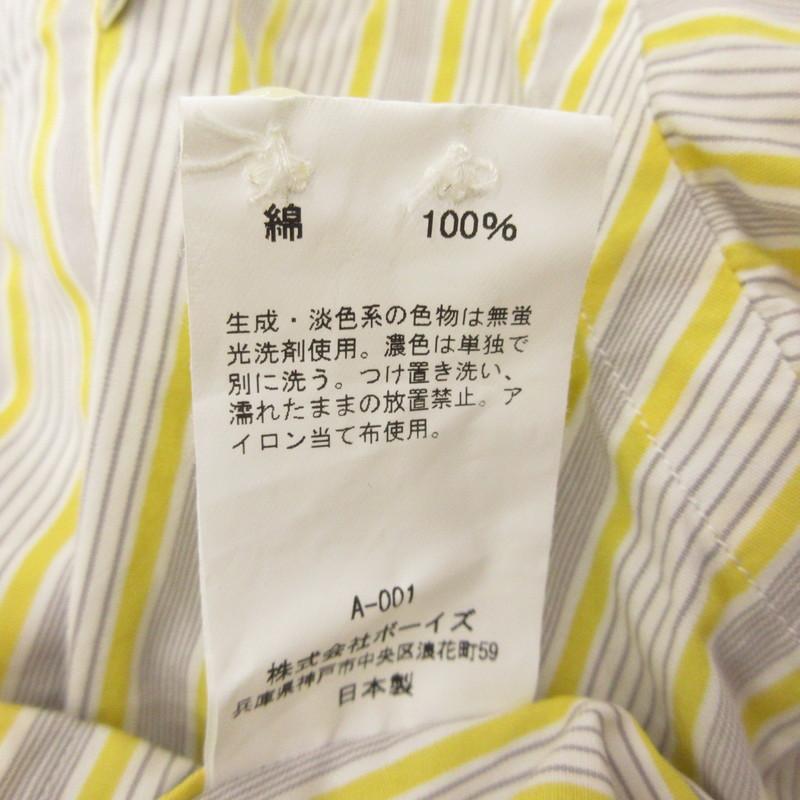 綿 100%
生成・淡色系の色物は無蛍
光洗剤使用。濃色は単独で
別に洗う。つけ置き洗い、
濡れたままの放置禁止。ア
イロン当て布使用。
A-001
株式会社ボーイズ
兵庫県神戸市中央区浪花町59
日本製